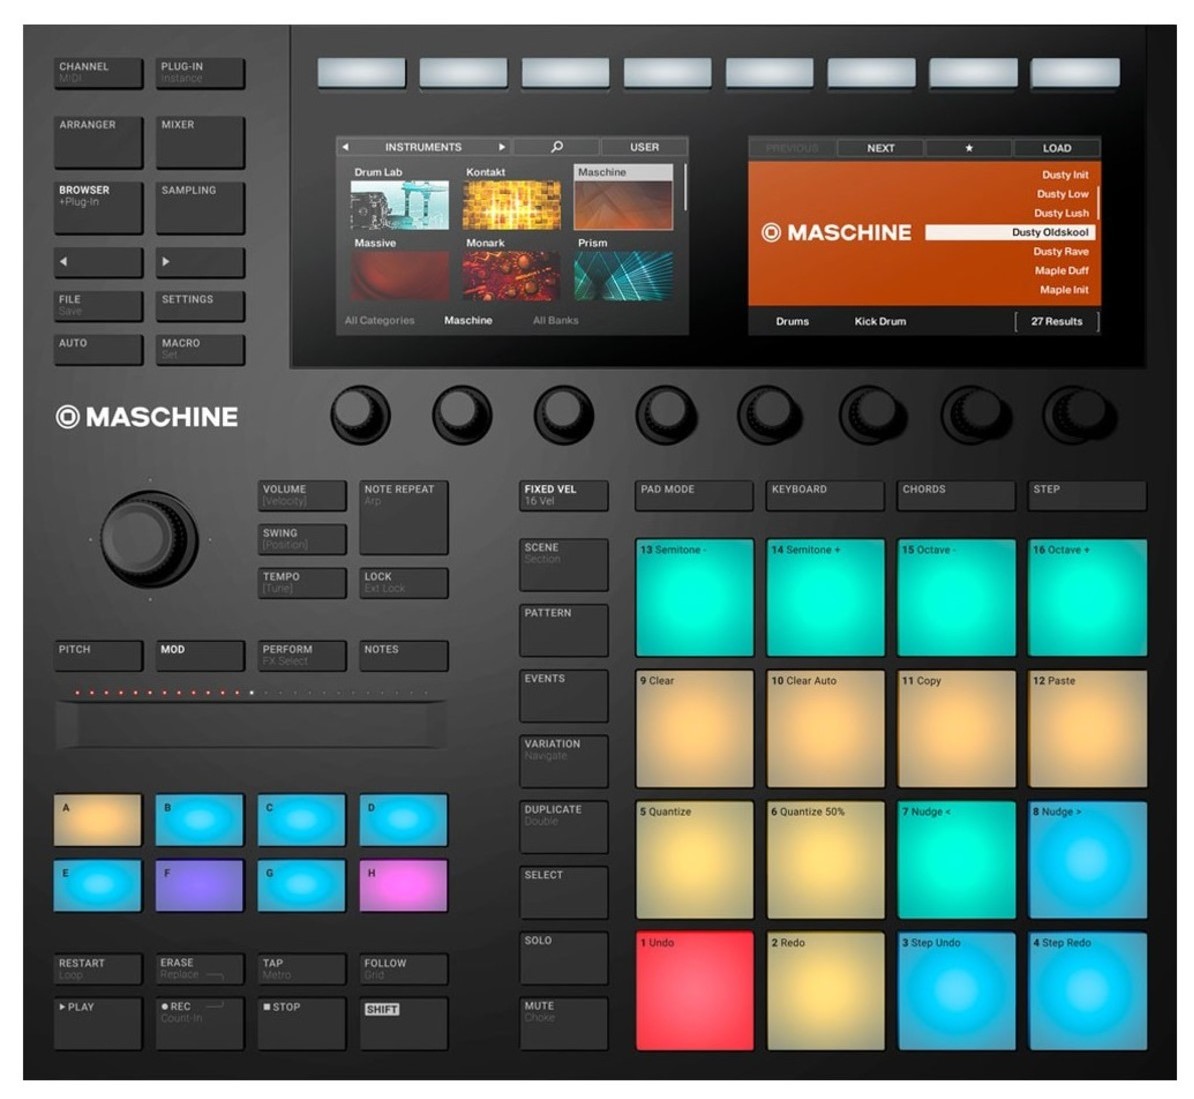 CHANNEL
MIDI
PLUG-IN
Instance
ARRANGER
MIXER
BROWSER
+Plug-In
SAMPLING
FILE
Save
SETTINGS
AUTO
MACRO
Set
INSTRUMENTS
USER
Drum Lab
Kontakt
Maschine
Massive
Monark
Prism
All Categories
Maschine
All Banks
PREVIOUS
NEXT
★
LOAD
MASCHINE
Dusty Init
Dusty Low
Dusty Lush
Dusty Oldskool
Dusty Rave
Maple Duff
Maple Init
Drums
Kick Drum
27 Results
MASCHINE
VOLUME
[Velocity]
NOTE REPEAT
Arp
SWING
[Position]
TEMPO
[Tune]
LOCK
Ext Lock
PITCH
MOD
PERFORM
FX Select
NOTES
A
B
C
D
E
F
G
H
RESTART
Loop
ERASE
Replace
TAP
Metro
FOLLOW
Grid
PLAY
REC
Count-In
STOP
SHIFT
FIXED VEL
16 Vel
PAD MODE
KEYBOARD
CHORDS
STEP
SCENE
Section
PATTERN
EVENTS
VARIATION
Navigate
DUPLICATE
Double
SELECT
SOLO
MUTE
Choke
13 Semitone -
14 Semitone +
15 Octave -
16 Octave +
9 Clear
10 Clear Auto
11 Copy
12 Paste
5 Quantize
6 Quantize 50%
7 Nudge <
8 Nudge >
1 Undo
2 Redo
3 Step Undo
4 Step Redo